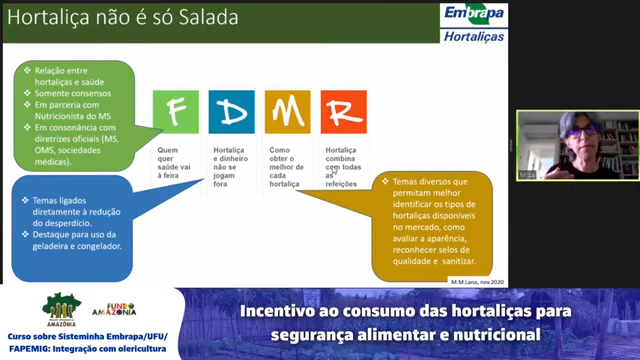 Hortaliça não é só Salada
Embrapa
Hortaliças
Relação entre
hortaliças e saúde
Somente consensos
Em parceria com
Nutricionista do MS
Em consonância com
diretrizes oficiais (MS,
OMS, sociedades
médicas).
F D M R
Quem
quer
saúde vai
à feira
Hortaliça
e dinheiro
não se
jogam
fora
Como
obter o
melhor de
cada
hortaliça
Hortaliça
combina
com todas
as
refeições
Temas ligados
diretamente à redução
do desperdício.
Destaque para uso da
geladeira e congelador.
Temas diversos que
permitam melhor
identificar os tipos de
hortaliças disponíveis
no mercado, como
avaliar a aparência,
reconhecer selos de
qualidade e sanitizar.
M.M.Lana, nov.2020
AMAZÔNIA
FUNDO
AMAZONIA
Curso sobre Sisteminha Embrapa/UFU/
FAPEMIG: Integração com olericultura
Incentivo ao consumo das hortaliças para
segurança alimentar e nutricional